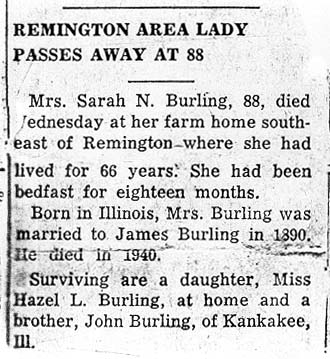 REMINGTON AREA LADY
PASSES AWAY AT 88
Mrs. Sarah N. Burling, 88, died
Wednesday at her farm home south-
east of Remington where she had
lived for 66 years. She had been
bedfast for eighteen months.
Born in Illinois, Mrs. Burling was
married to James Burling in 1890.
He died in 1940.
Surviving are a daughter, Miss
Hazel L. Burling, at home and a
brother, John Burling, of Kankakee,
Ill.